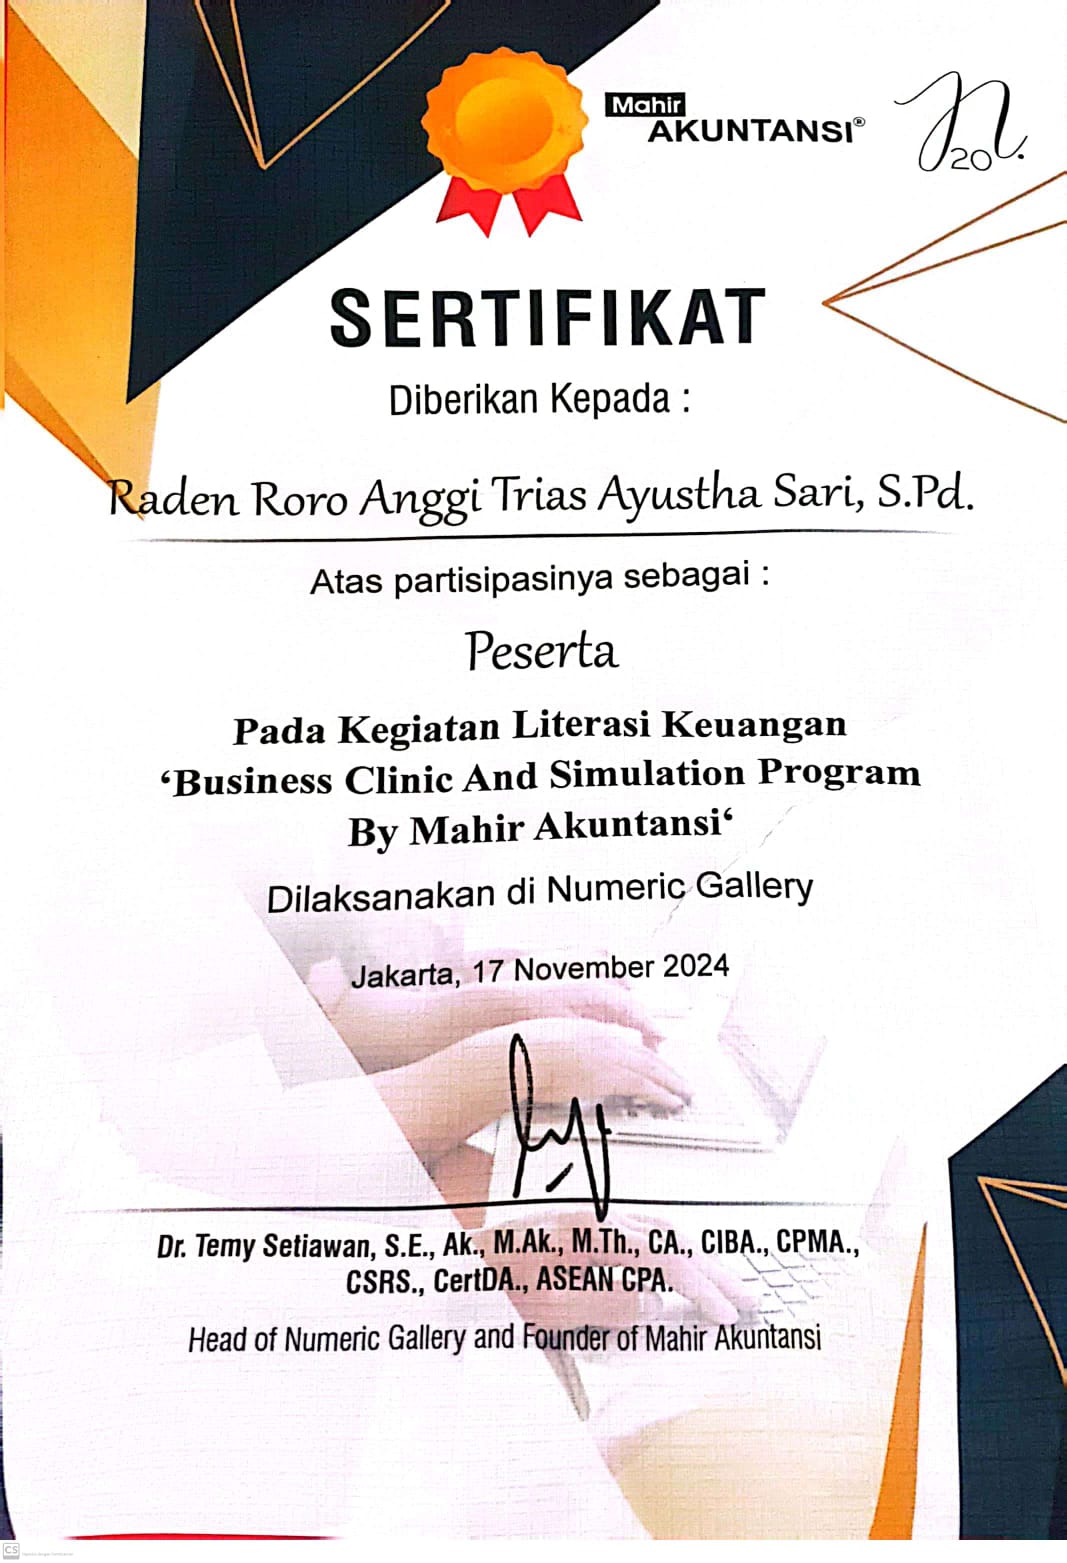 Mahir
AKUNTANSI®
n
20.
SERTIFIKAT
Diberikan Kepada :
Raden Roro Anggi Trias Ayustha Sari, S.Pd.
Atas partisipasinya sebagai :
Peserta
Pada Kegiatan Literasi Keuangan
‘Business Clinic And Simulation Program
By Mahir Akuntansi‘
Dilaksanakan di Numeric Gallery
Jakarta, 17 November 2024
Dr. Temy Setiawan, S.E., Ak., M.Ak., M.Th., CA., CIBA., CPMA.,
CSRS., CertDA., ASEAN CPA.
Head of Numeric Gallery and Founder of Mahir Akuntansi
CS